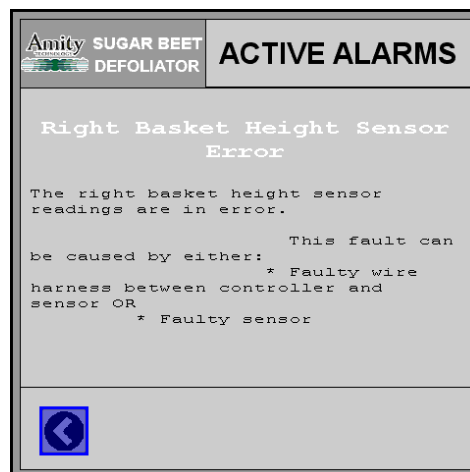 Amity SUGAR BEET
TECHNOLOGY DEFOLIATOR
ACTIVE ALARMS
Right Basket Height Sensor
Error
The right basket height sensor
readings are in error.
This fault can
be caused by either:
* Faulty wire
harness between controller and
sensor OR
* Faulty sensor